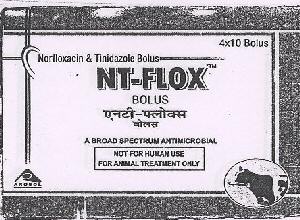 4x10 Bolus
Norfloxacin & Tinidazole Bolus
NT-FLOX™
BOLUS
एनटी-फ्लोक्स
बोलस
A BROAD SPECTRUM ANTIMICROBIAL
NOT FOR HUMAN USE
FOR ANIMAL TREATMENT ONLY